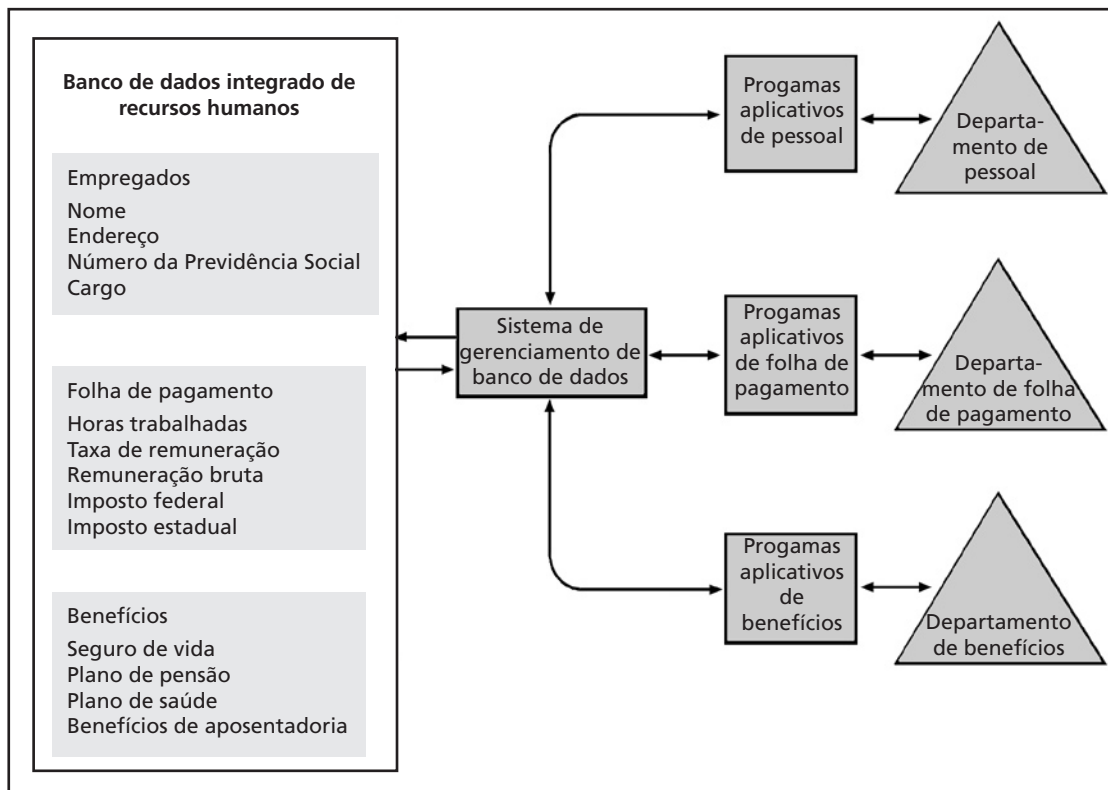 Banco de dados integrado de
recursos humanos
Empregados
Nome
Endereço
Número da Previdência Social
Cargo
Folha de pagamento
Horas trabalhadas
Taxa de remuneração
Remuneração bruta
Imposto federal
Imposto estadual
Benefícios
Seguro de vida
Plano de pensão
Plano de saúde
Benefícios de aposentadoria
Sistema de
gerenciamento de
banco de dados
Progamas
aplicativos
de pessoal
Departa-
mento de
pessoal
Progamas
aplicativos
de folha de
pagamento
Departa-
mento de folha
de pagamento
Progamas
aplicativos
de
benefícios
Departamento
de benefícios